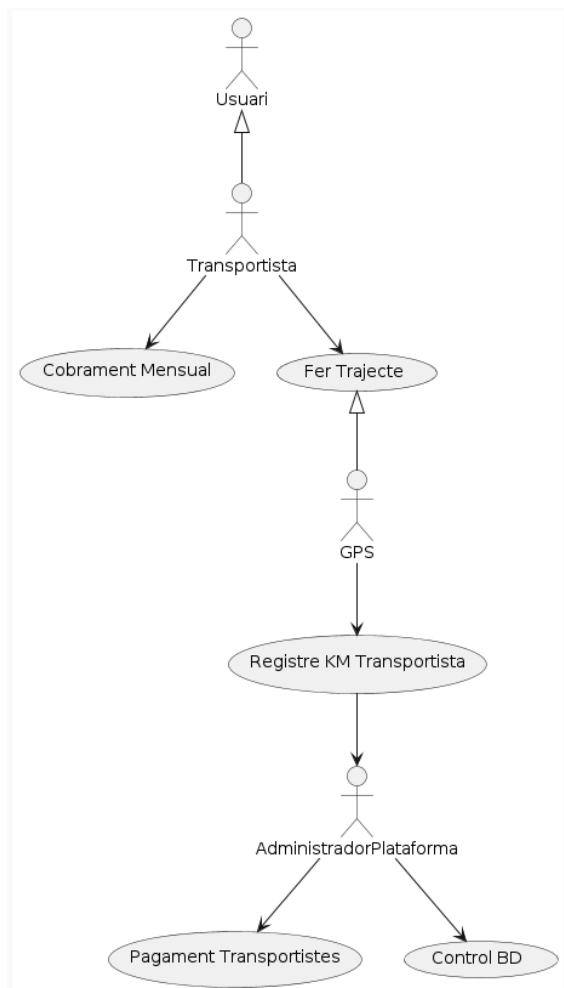 Usuari
Transportista
Cobrament Mensual
Fer Trajecte
GPS
Registre KM Transportista
AdministradorPlataforma
Pagament Transportistes
Control BD